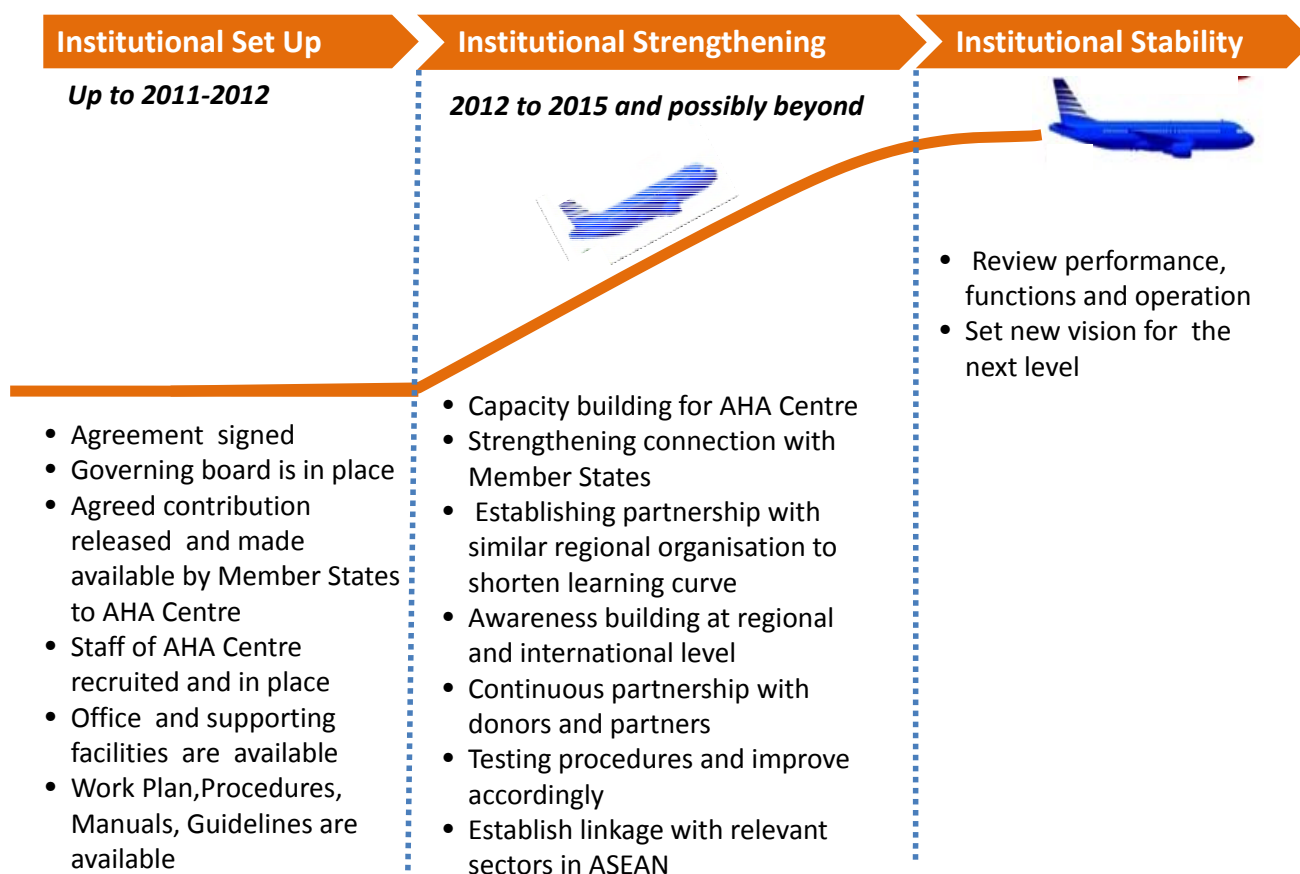 Institutional Set Up
Institutional Strengthening
Institutional Stability
Up to 2011-2012
2012 to 2015 and possibly beyond
• Agreement signed
• Governing board is in place
• Agreed contribution
released and made
available by Member States
to AHA Centre
• Staff of AHA Centre
recruited and in place
• Office and supporting
facilities are available
• Work Plan,Procedures,
Manuals, Guidelines are
available
• Capacity building for AHA Centre
• Strengthening connection with
Member States
• Establishing partnership with
similar regional organisation to
shorten learning curve
• Awareness building at regional
and international level
• Continuous partnership with
donors and partners
• Testing procedures and improve
accordingly
• Establish linkage with relevant
sectors in ASEAN
• Review performance,
functions and operation
• Set new vision for the
next level